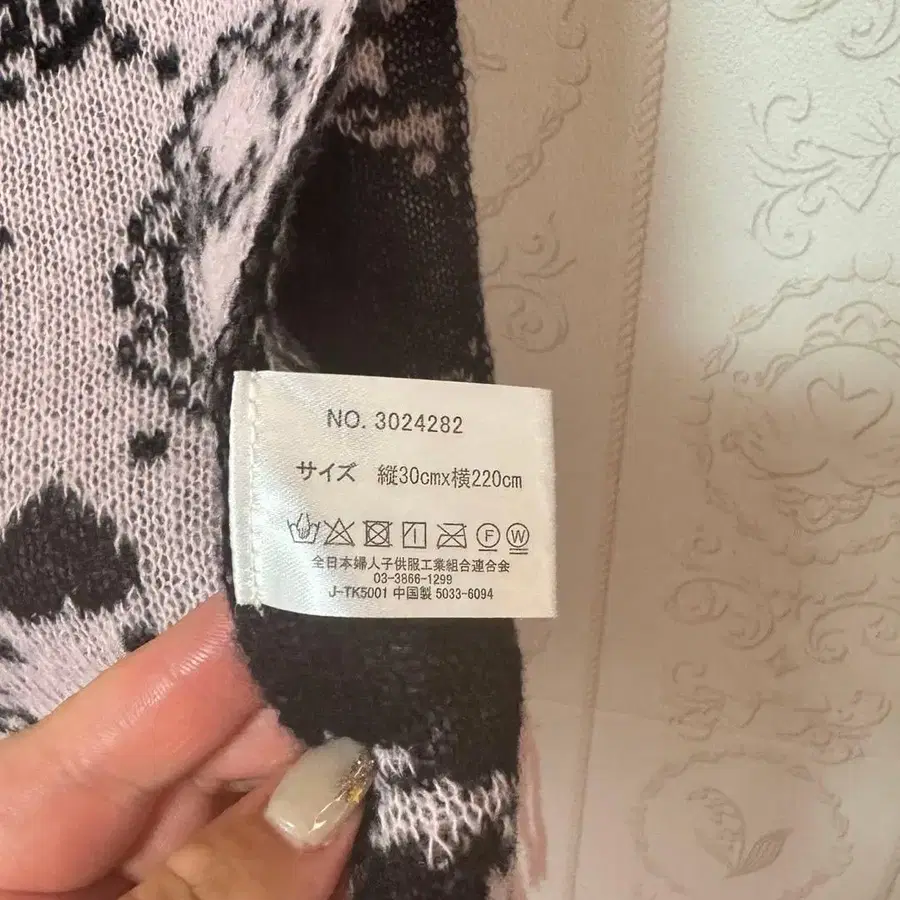 NO. 3024282
サイズ 縦30cmx横220cm
F W
全日本婦人子供服工業組合連合会
03-3866-1299
J-TK5001 中国製 5033-6094